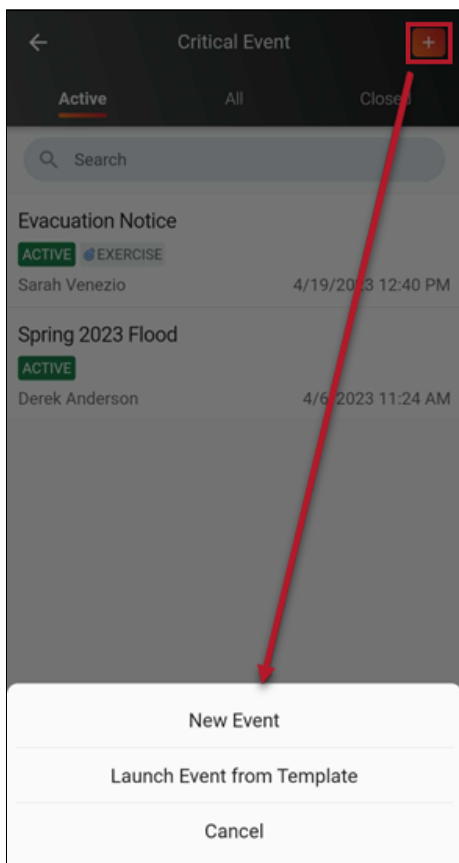 Critical Event
Active All Closed
Search
Evacuation Notice
ACTIVE EXERCISE
Sarah Venezio 4/19/2023 12:40 PM
Spring 2023 Flood
ACTIVE
Derek Anderson 4/6/2023 11:24 AM
New Event
Launch Event from Template
Cancel